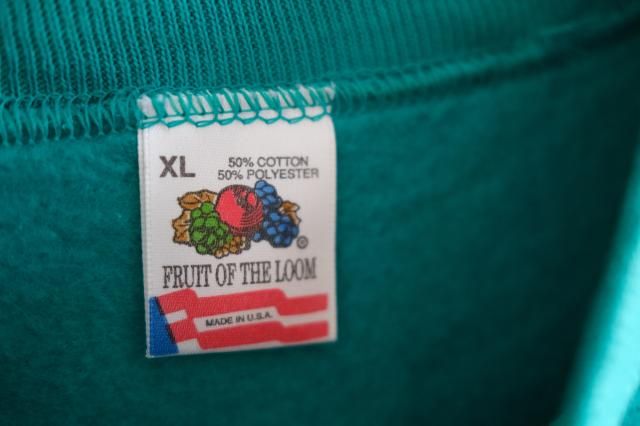 XL
50% COTTON
50% POLYESTER
®
FRUIT OF THE LOOM
MADE IN U.S.A.